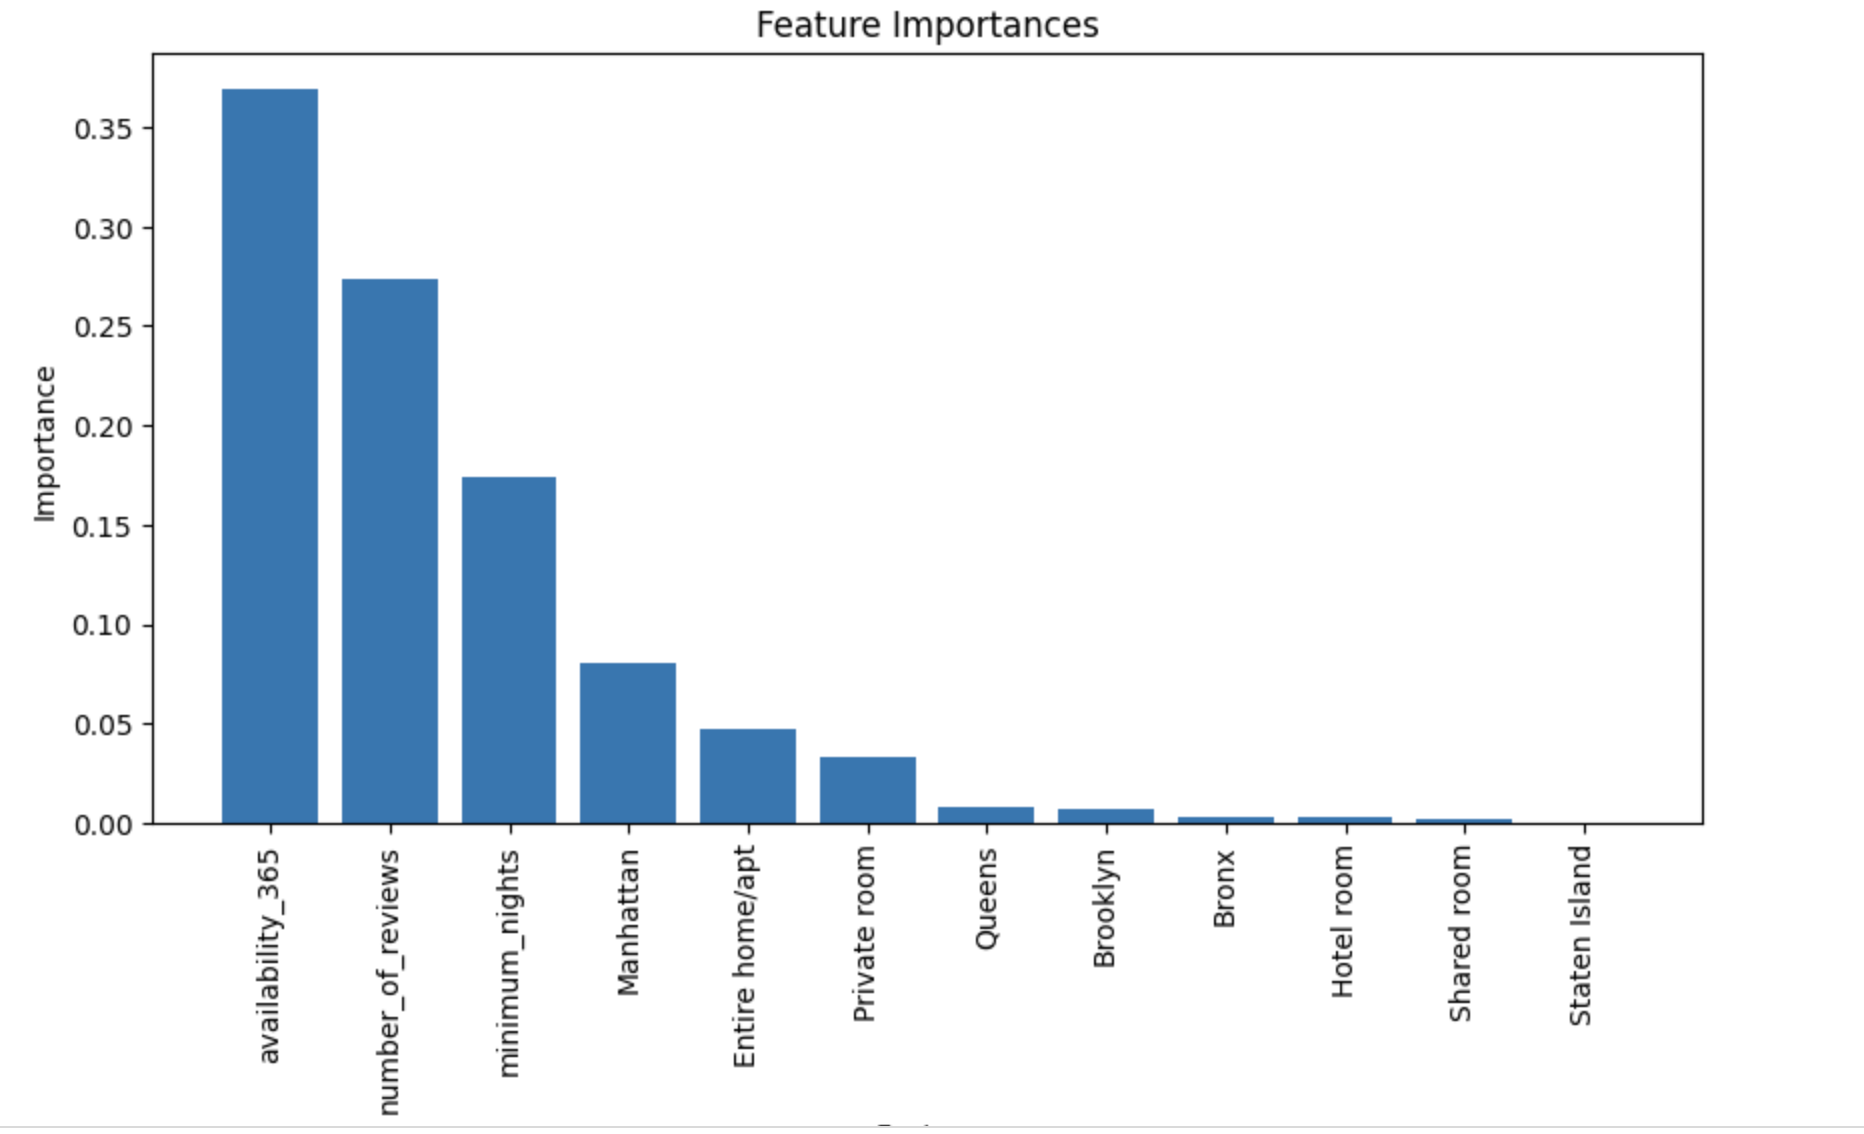 Feature Importances
Importance
0.35
0.30
0.25
0.20
0.15
0.10
0.05
0.00
availability_365
number_of_reviews
minimum_nights
Manhattan
Entire home/apt
Private room
Queens
Brooklyn
Bronx
Hotel room
Shared room
Staten Island